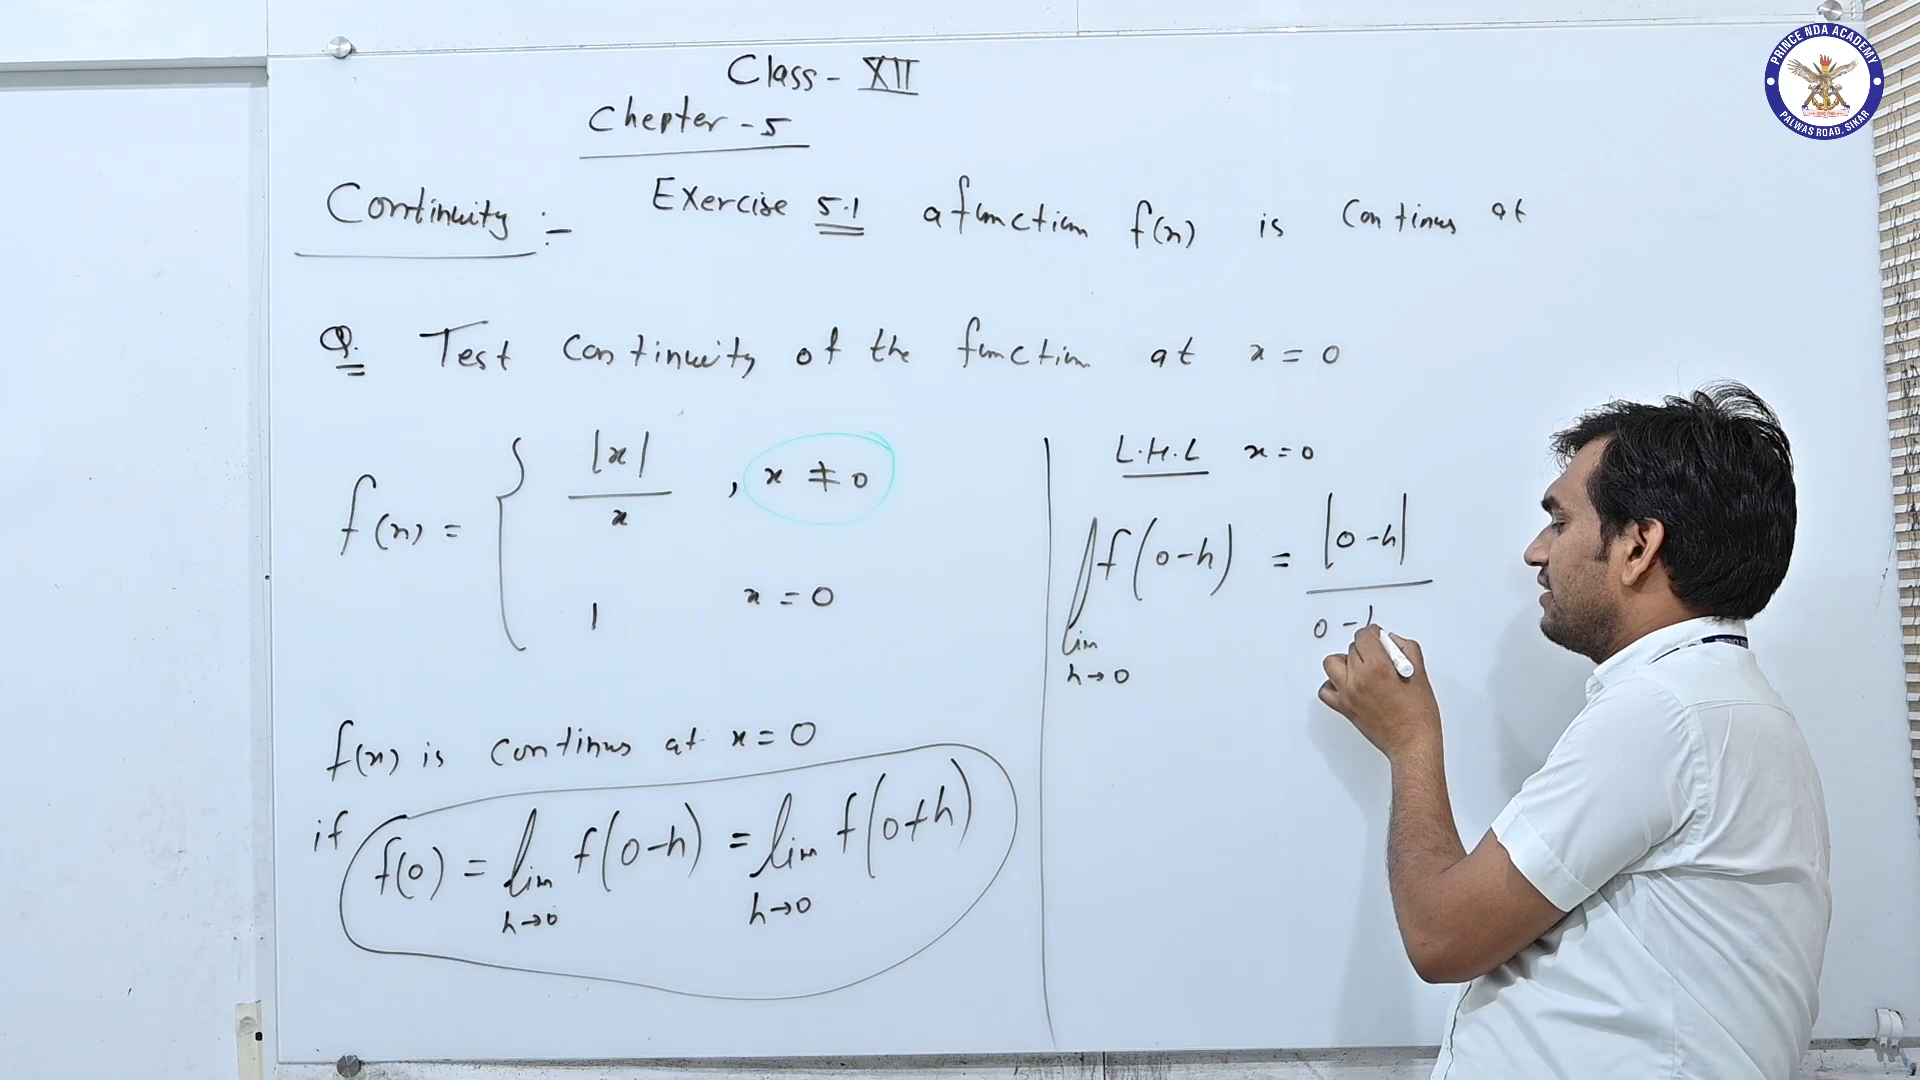 Class - XII
Chepter - 5
Continuity :- Exercise 5.1 a function f(x) is Continus at
Q. Test continuity of the function at x = 0
f(x) = { |x| / x , x ≠ 0
1 x = 0
f(x) is continus at x = 0
if f(0) = lim h→0 f(0-h) = lim h→0 f(0+h)
L.H.L x = 0
lim h→0 f(0-h) = |0-h| / 0-h
PRINCE NDA ACADEMY
PALWAS ROAD, SIKAR